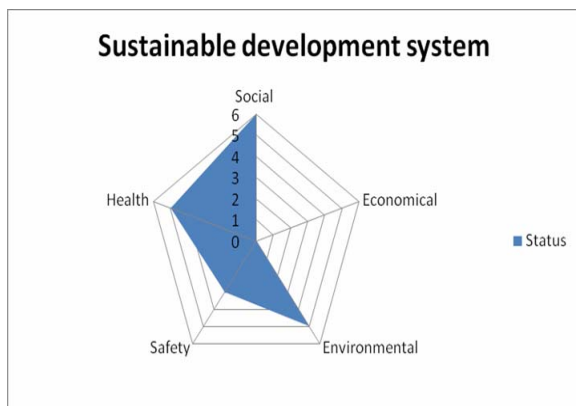 Sustainable development system
Social
6
5
4
3
2
1
0
Health
Economical
Status
Safety
Environmental